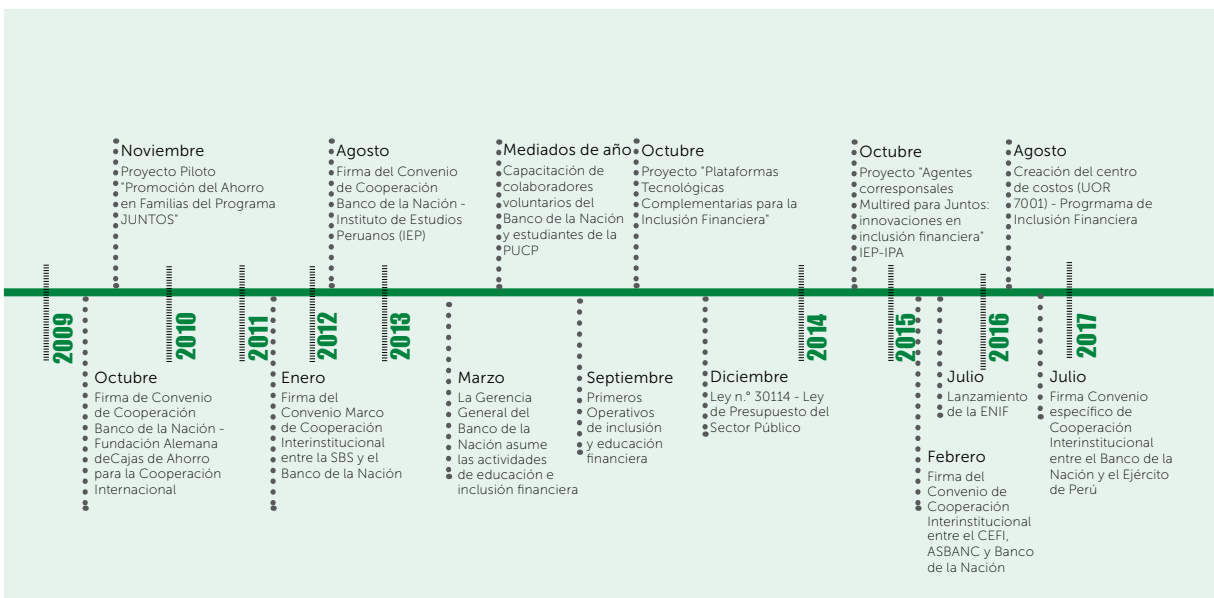 Noviembre
Proyecto Piloto
"Promoción del Ahorro
en Familias del Programa
JUNTOS"
Agosto
Firma del Convenio
de Cooperación
Banco de la Nación -
Instituto de Estudios
Peruanos (IEP)
Mediados de año
Capacitación de
colaboradores
voluntarios del
Banco de la Nación
y estudiantes de la
PUCP
Octubre
Proyecto "Plataformas
Tecnológicas
Complementarias para la
Inclusión Financiera"
Octubre
Proyecto "Agentes
corresponsales
Multired para Juntos:
innovaciones en
inclusión financiera"
IEP-IPA
Agosto
Creación del centro
de costos (UOR
7001) - Progrmama de
Inclusión Financiera
2009
2010
2011
2012
2013
2014
2015
2016
2017
Octubre
Firma de Convenio
de Cooperación
Banco de la Nación -
Fundación Alemana
deCajas de Ahorro
para la Cooperación
Internacional
Enero
Firma del
Convenio Marco
de Cooperación
Interinstitucional
entre la SBS y el
Banco de la Nación
Marzo
La Gerencia
General del
Banco de la
Nación asume
las actividades
de educación e
inclusión financiera
Septiembre
Primeros
Operativos
de inclusión
y educación
financiera
Diciembre
Ley n.° 30114 - Ley
de Presupuesto del
Sector Público
Febrero
Firma del
Convenio de
Cooperación
Interinstitucional
entre el CEFI,
ASBANC y Banco
de la Nación
Julio
Lanzamiento
de la ENIF
Julio
Firma Convenio
específico de
Cooperación
Interinstitucional
entre el Banco de la
Nación y el Ejército
de Perú